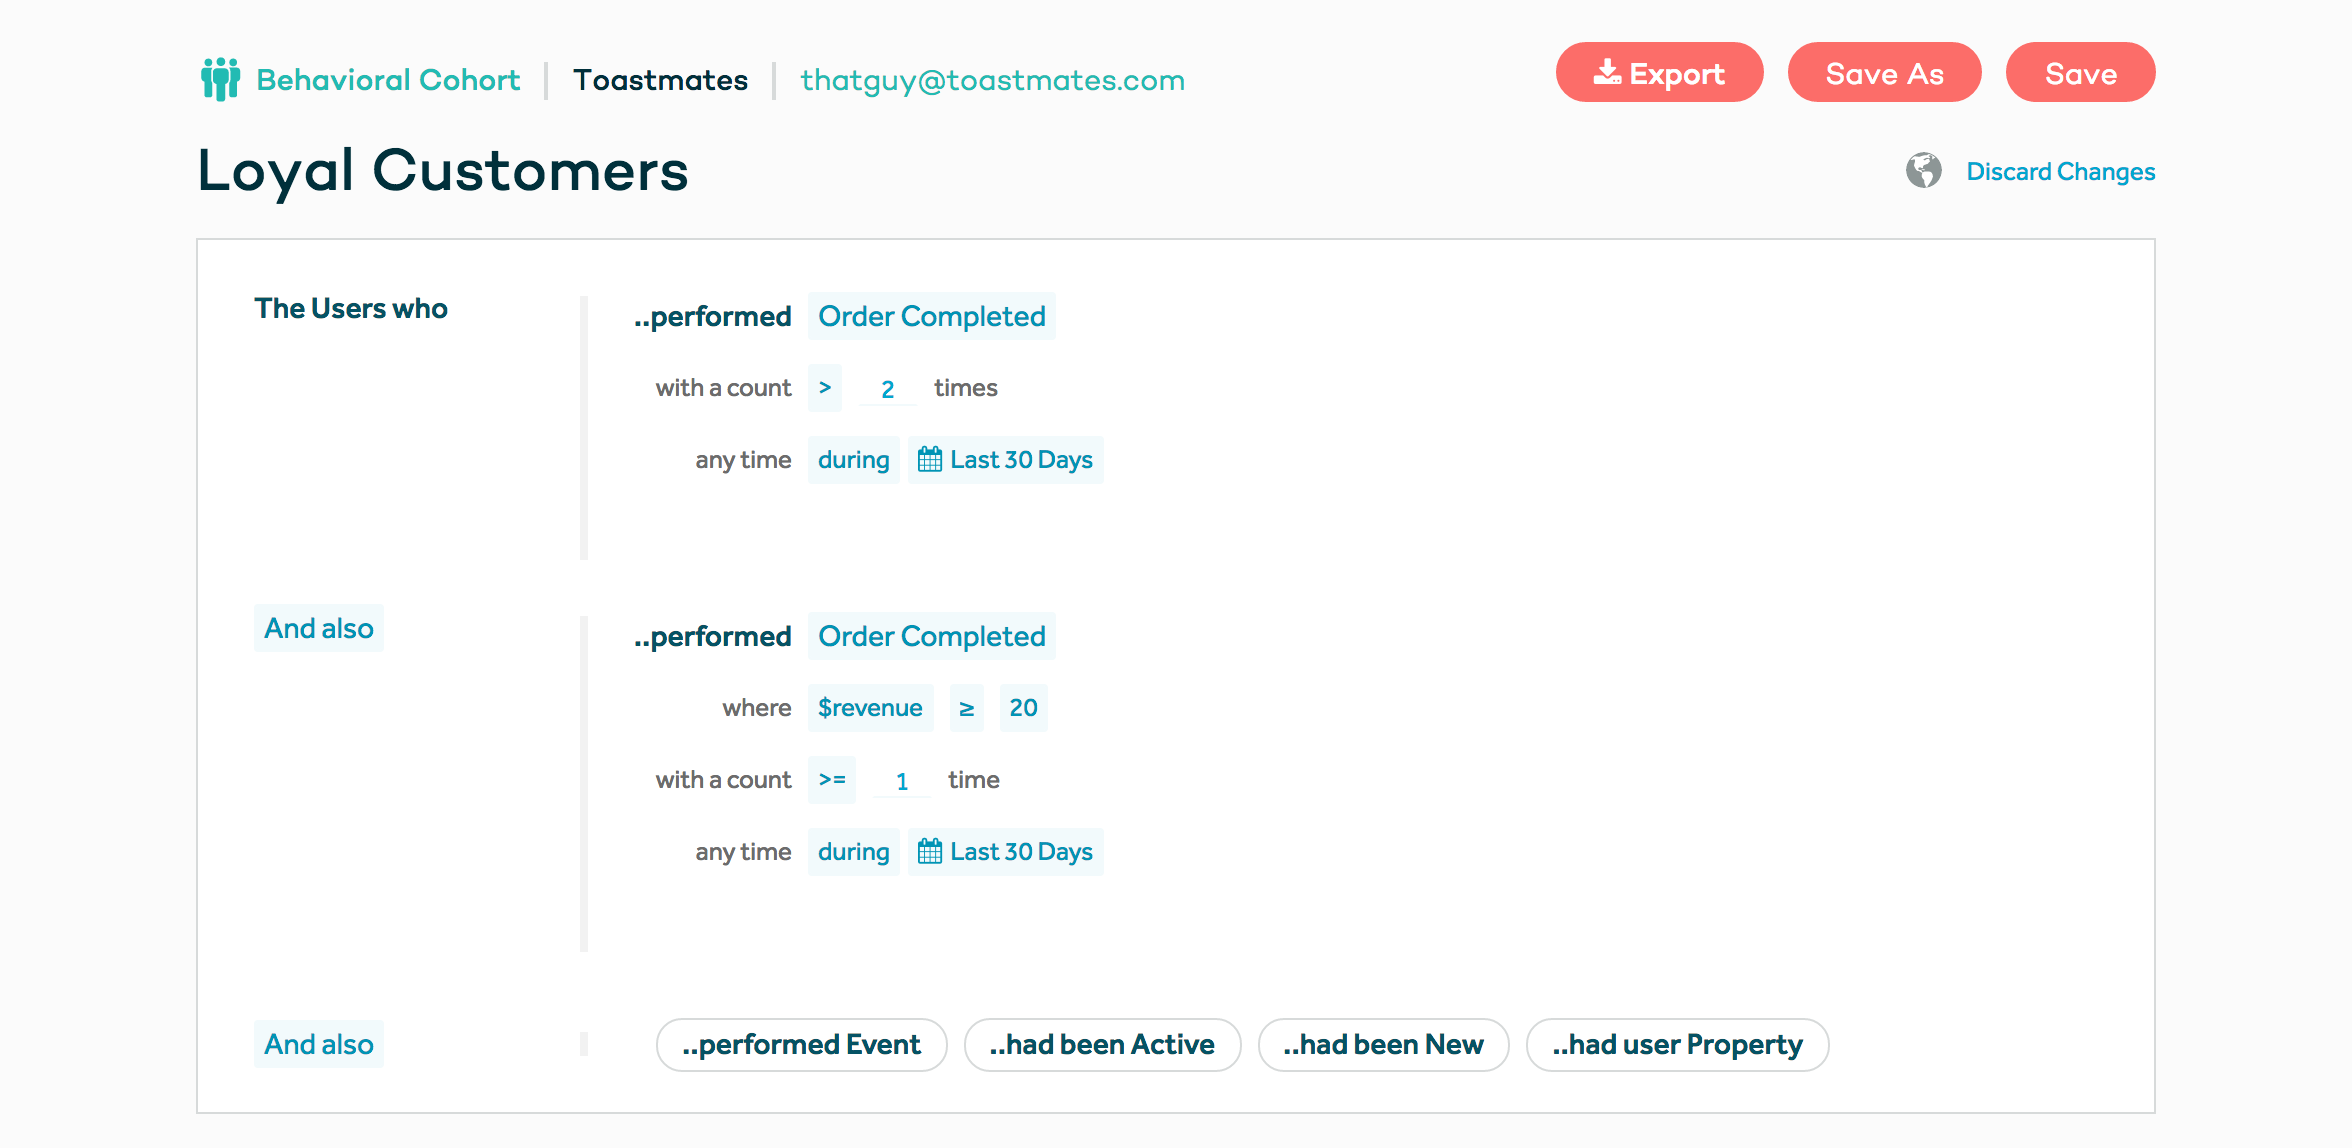 Behavioral Cohort | Toastmates | thatguy@toastmates.com
Export Save As Save
Loyal Customers
Discard Changes
The Users who ..performed Order Completed
with a count > 2 times
any time during Last 30 Days
And also ..performed Order Completed
where $revenue ≥ 20
with a count >= 1 time
any time during Last 30 Days
And also ..performed Event ..had been Active ..had been New ..had user Property